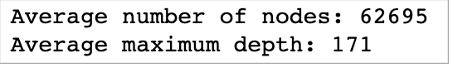 Average number of nodes: 62695
Average maximum depth: 171